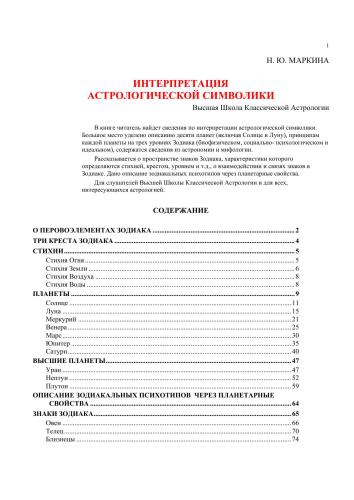 1
Н. Ю. МАРКИНА
ИНТЕРПРЕТАЦИЯ
АСТРОЛОГИЧЕСКОЙ СИМВОЛИКИ
Высшая Школа Классической Астрологии
В книге читатель найдет сведения по интерпретации астрологической символики.
Большое место уделено описанию десяти планет (включая Солнце и Луну), принципам
каждой планеты на трех уровнях Зодиака (биофизическом, социально- психологическом и
идеальном), содержатся сведения из астрономии и мифологии.
Рассказывается о пространстве знаков Зодиака, характеристики которого
определяются стихией, крестом, уровнем и т.д., о взаимодействии и связях знаков в
Зодиаке. Дано описание зодиакальных психотипов через планетарные свойства.
Для слушателей Высшей Школы Классической Астрологии и для всех,
интересующихся астрологией.
СОДЕРЖАНИЕ
О ПЕРОВОЭЛЕМЕНТАХ ЗОДИАКА ... 2
ТРИ КРЕСТА ЗОДИАКА ... 4
СТИХИИ ... 5
Стихия Огня ... 5
Стихия Земли ... 6
Стихия Воздуха ... 8
Стихия Воды ... 8
ПЛАНЕТЫ ... 9
Солнце ... 11
Луна ... 15
Меркурий ... 21
Венера ... 25
Марс ... 30
Юпитер ... 35
Сатурн ... 40
ВЫСШИЕ ПЛАНЕТЫ ... 47
Уран ... 47
Нептун ... 52
Плутон ... 59
ОПИСАНИЕ ЗОДИАКАЛЬНЫХ ПСИХОТИПОВ ЧЕРЕЗ ПЛАНЕТАРНЫЕ
СВОЙСТВА ... 64
ЗНАКИ ЗОДИАКА ... 65
Овен ... 66
Телец ... 70
Близнецы ... 74